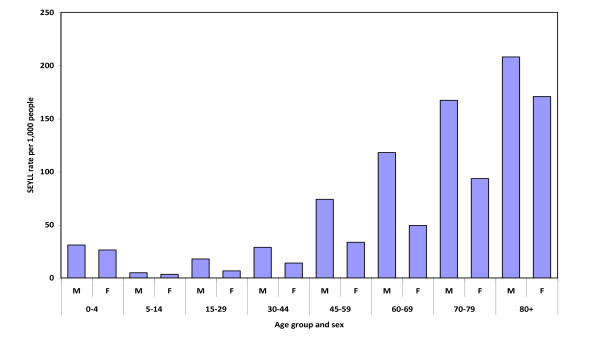 250
200
150
100
50
0
SEYLL rate per 1,000 people
M F M F M F M F M F M F M F M F
0-4 5-14 15-29 30-44 45-59 60-69 70-79 80+
Age group and sex